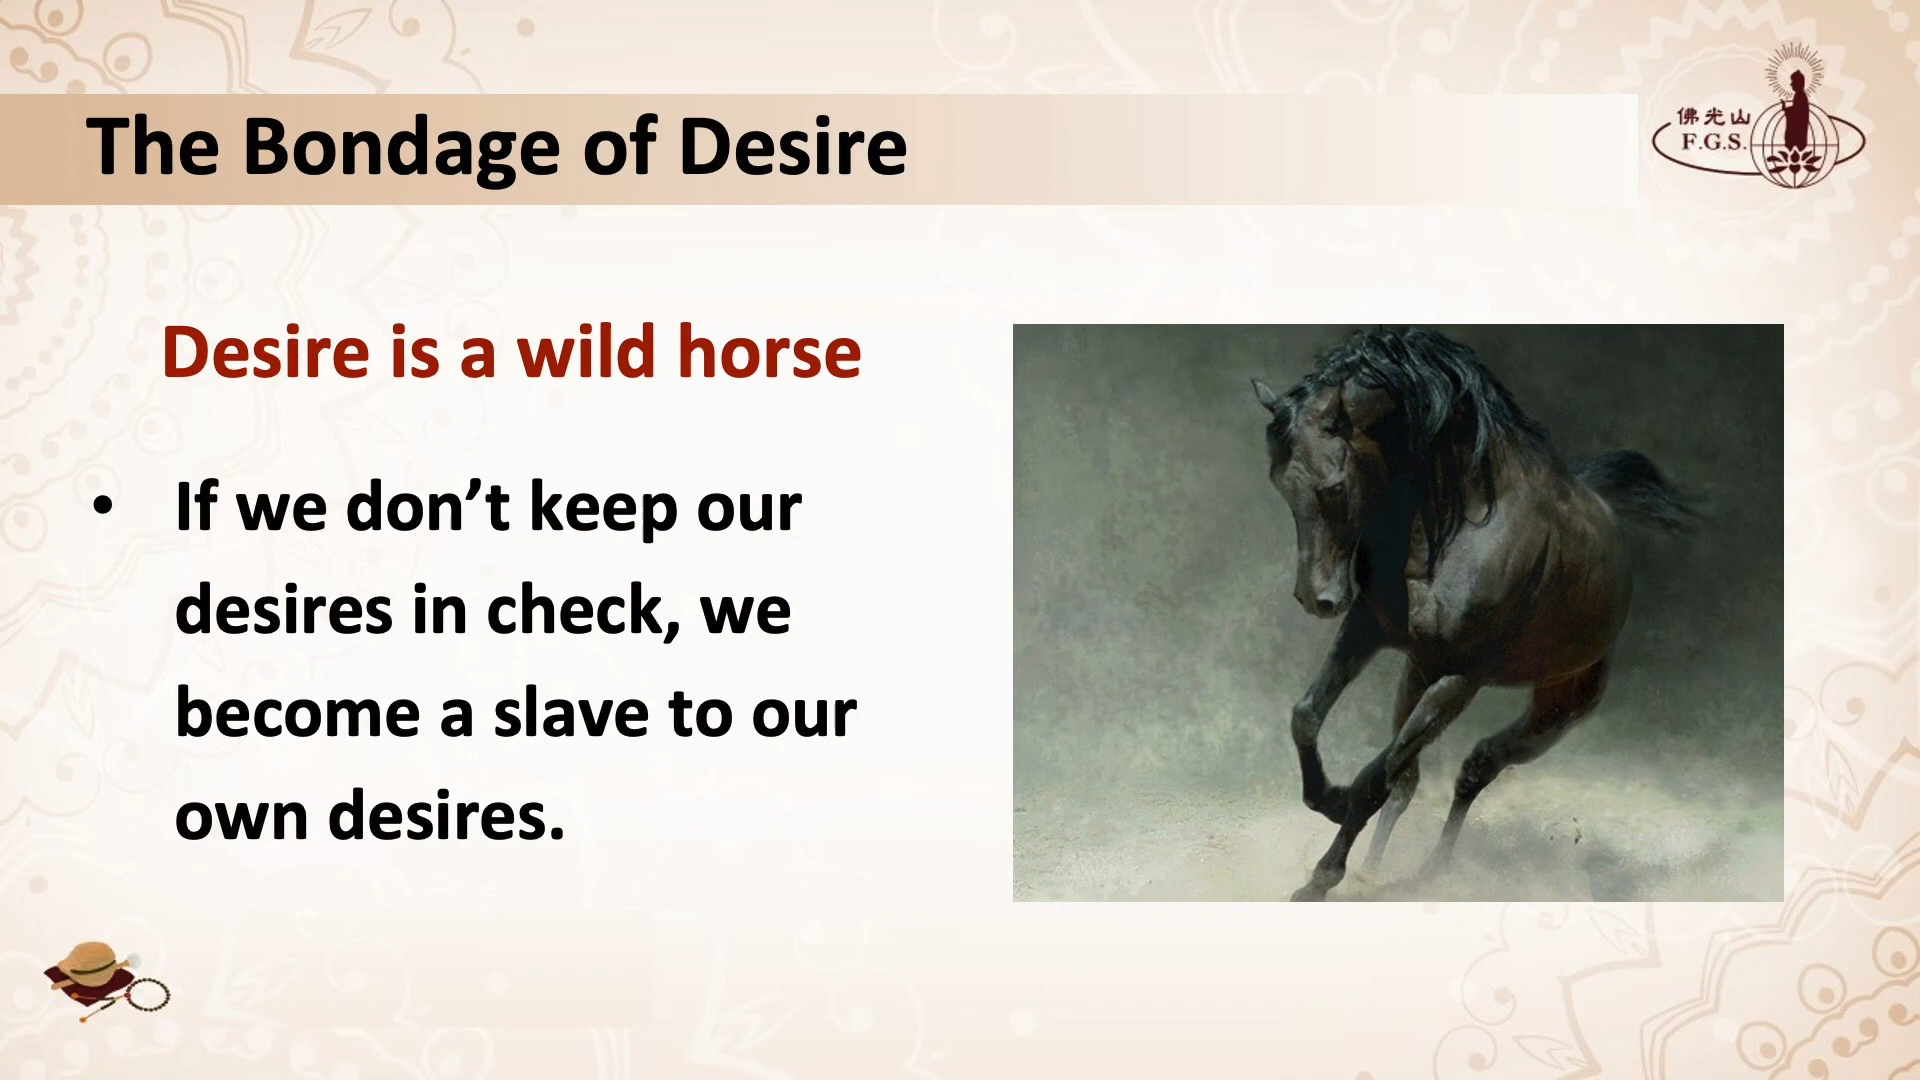 The Bondage of Desire
佛光山
F.G.S.
Desire is a wild horse
• If we don’t keep our
desires in check, we
become a slave to our
own desires.